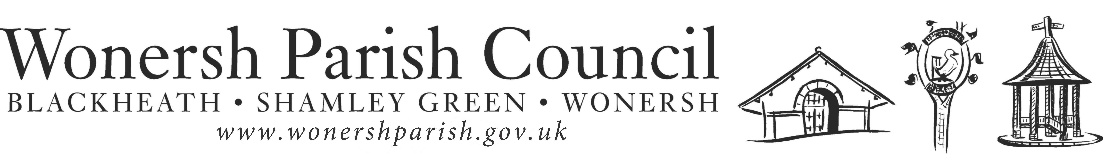 Wonersh Parish Council
BLACKHEATH • SHAMLEY GREEN • WONERSH
www.wonershparish.gov.uk